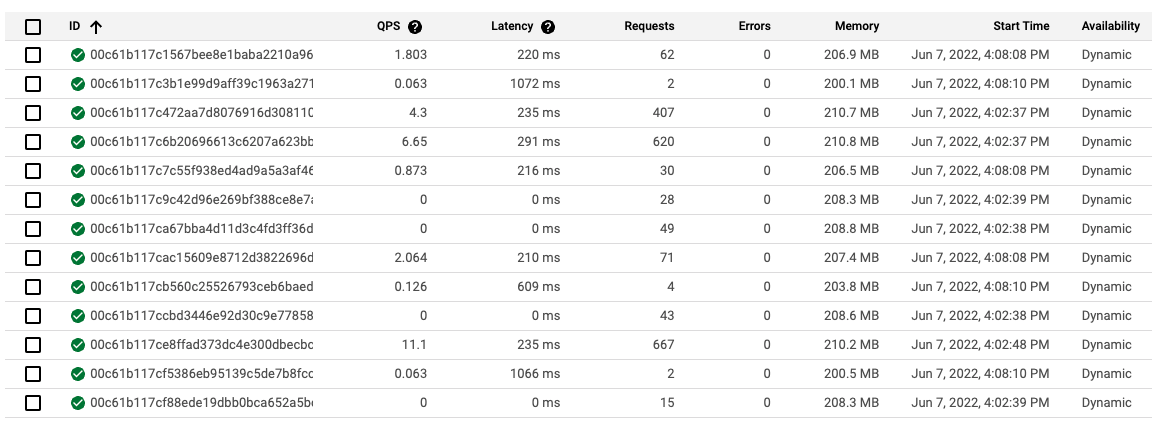 ID QPS Latency Requests Errors Memory Start Time Availability
00c61b117c1567bee8e1baba2210a96 1.803 220 ms 62 0 206.9 MB Jun 7, 2022, 4:08:08 PM Dynamic
00c61b117c3b1e99d9aff39c1963a271 0.063 1072 ms 2 0 200.1 MB Jun 7, 2022, 4:08:10 PM Dynamic
00c61b117c472aa7d8076916d308110 4.3 235 ms 407 0 210.7 MB Jun 7, 2022, 4:02:37 PM Dynamic
00c61b117c6b20696613c6207a623bb 6.65 291 ms 620 0 210.8 MB Jun 7, 2022, 4:02:37 PM Dynamic
00c61b117c7c55f938ed4ad9a5a3af46 0.873 216 ms 30 0 206.5 MB Jun 7, 2022, 4:08:08 PM Dynamic
00c61b117c9c42d96e269bf388ce8e7a 0 0 ms 28 0 208.3 MB Jun 7, 2022, 4:02:39 PM Dynamic
00c61b117ca67bba4d11d3c4fd3ff36d 0 0 ms 49 0 208.8 MB Jun 7, 2022, 4:02:38 PM Dynamic
00c61b117cac15609e8712d3822696d 2.064 210 ms 71 0 207.4 MB Jun 7, 2022, 4:08:08 PM Dynamic
00c61b117cb560c25526793ceb6baed 0.126 609 ms 4 0 203.8 MB Jun 7, 2022, 4:08:10 PM Dynamic
00c61b117ccbd3446e92d30c9e77858 0 0 ms 43 0 208.6 MB Jun 7, 2022, 4:02:38 PM Dynamic
00c61b117ce8ffad373dc4e300dbecbc 11.1 235 ms 667 0 210.2 MB Jun 7, 2022, 4:02:48 PM Dynamic
00c61b117cf5386eb95139c5de7b8fcc 0.063 1066 ms 2 0 200.5 MB Jun 7, 2022, 4:08:10 PM Dynamic
00c61b117cf88ede19dbb0bca652a5b 0 0 ms 15 0 208.3 MB Jun 7, 2022, 4:02:39 PM Dynamic